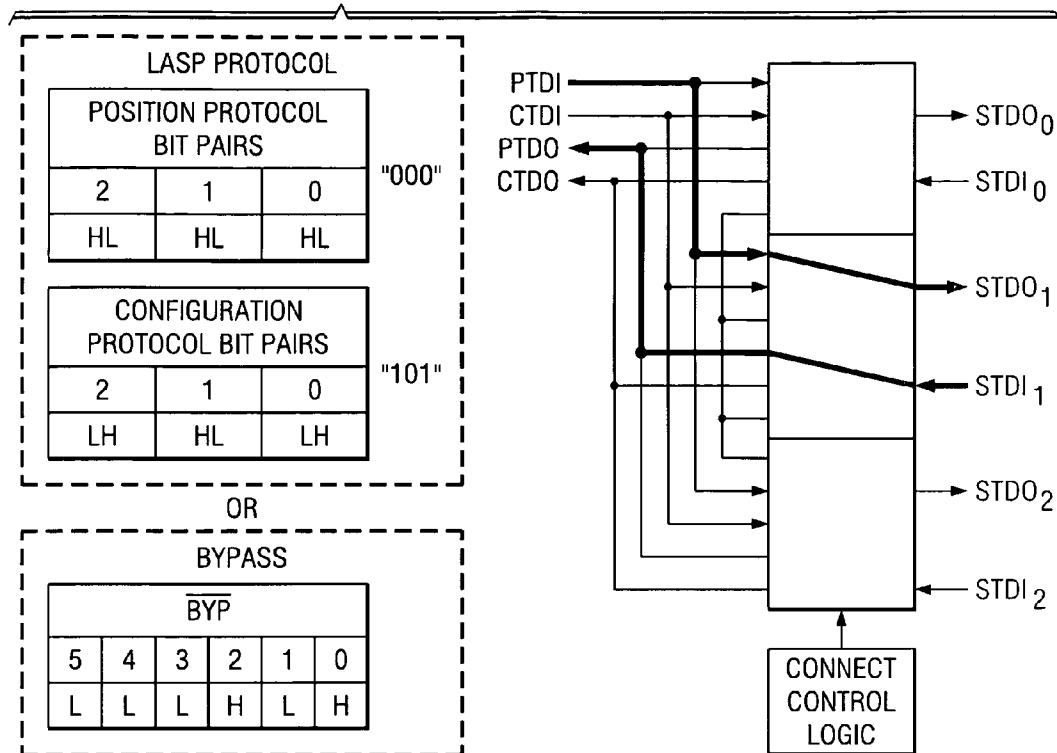 LASP PROTOCOL
POSITION PROTOCOL
BIT PAIRS
2 1 0
HL HL HL
"000"
CONFIGURATION
PROTOCOL BIT PAIRS
2 1 0
LH HL LH
"101"
OR
BYPASS
BYP
5 4 3 2 1 0
L L L H L H
PTDI
CTDI
PTDO
CTDO
STDO0
STDI0
STDO1
STDI1
STDO2
STDI2
CONNECT
CONTROL
LOGIC